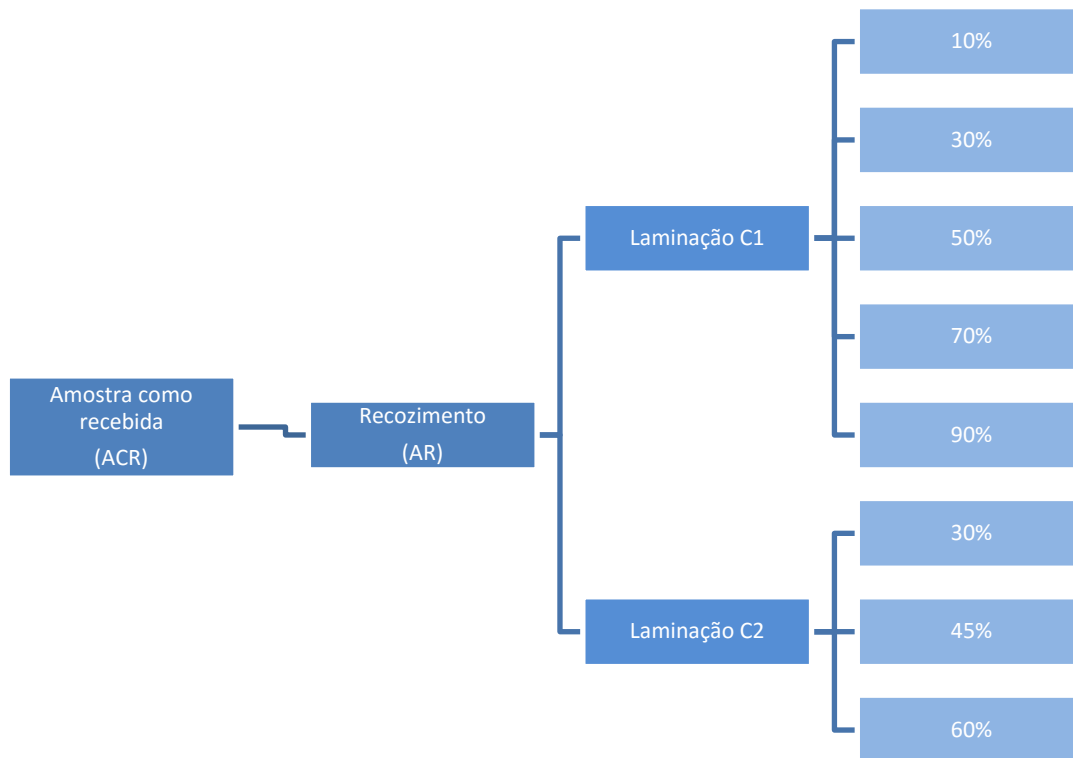 Amostra como
recebida
(ACR)
Recozimento
(AR)
Laminação C1
10%
30%
50%
70%
90%
Laminação C2
30%
45%
60%